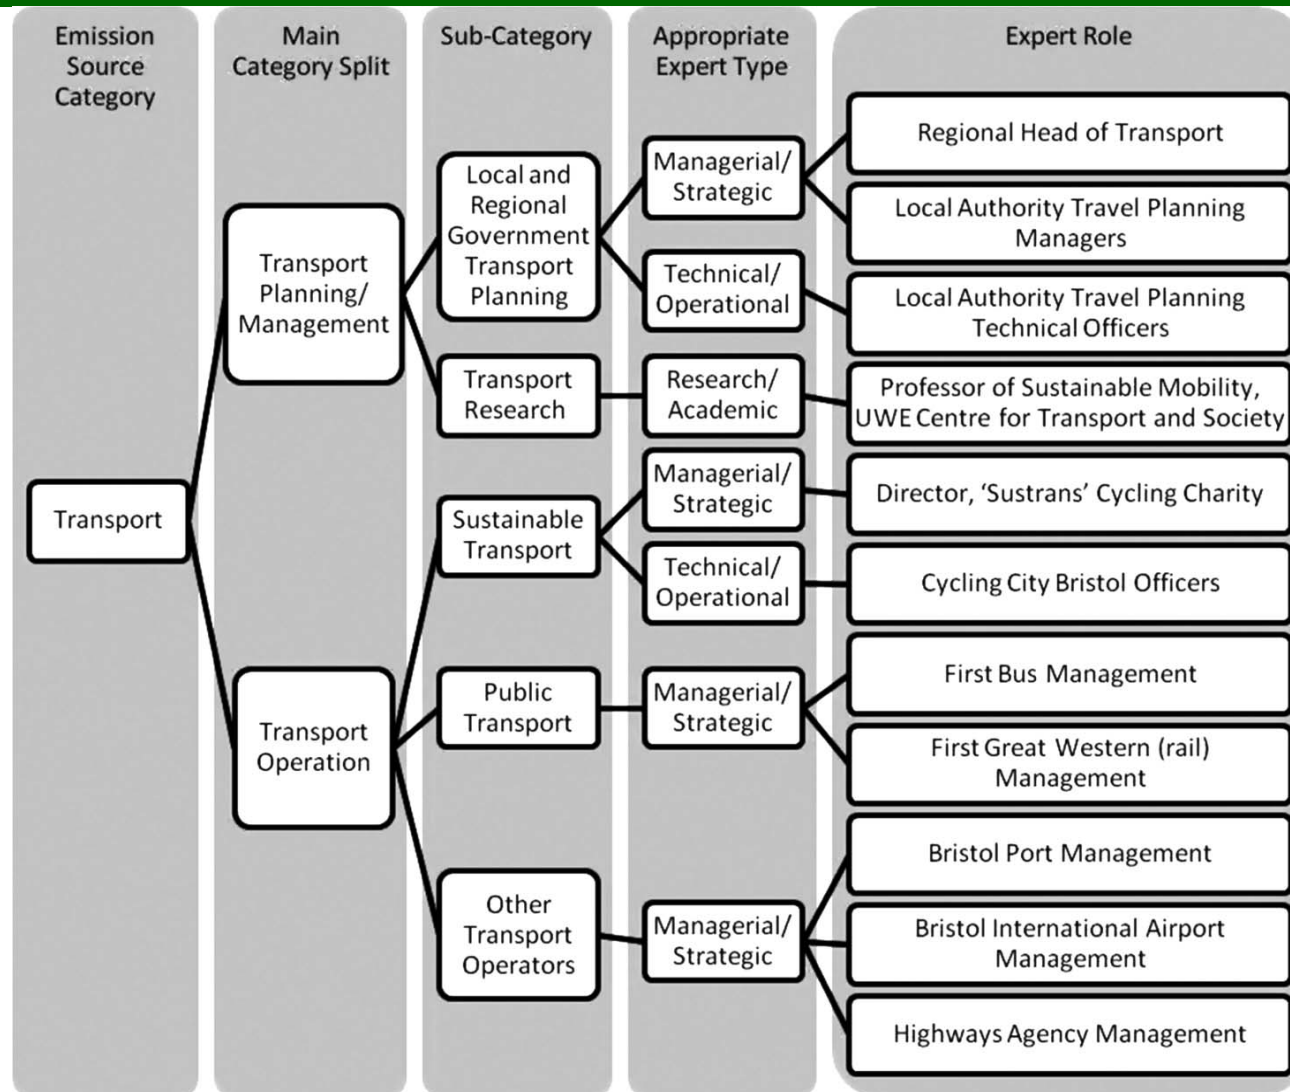 Emission
Source
Category
Main
Category Split
Sub-Category
Appropriate
Expert Type
Expert Role
Transport
Transport
Planning/
Management
Transport
Operation
Local and
Regional
Government
Transport
Planning
Transport
Research
Sustainable
Transport
Public
Transport
Other
Transport
Operators
Managerial/
Strategic
Technical/
Operational
Research/
Academic
Managerial/
Strategic
Technical/
Operational
Managerial/
Strategic
Managerial/
Strategic
Regional Head of Transport
Local Authority Travel Planning
Managers
Local Authority Travel Planning
Technical Officers
Professor of Sustainable Mobility,
UWE Centre for Transport and Society
Director, ‘Sustrans’ Cycling Charity
Cycling City Bristol Officers
First Bus Management
First Great Western (rail)
Management
Bristol Port Management
Bristol International Airport
Management
Highways Agency Management